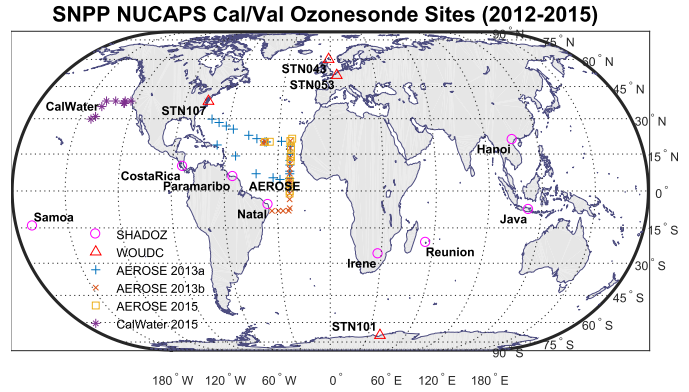 SNPP NUCAPS Cal/Val Ozonesonde Sites (2012-2015)
75° N
60° N
STN043
STN053
45° N
CalWater
STN107
30° N
Hanoi
15° N
CostaRica
Paramaribo
AEROSE
0°
Samoa
Natal
Java
15° S
SHADOZ
WOUDC
Reunion
Irene
AEROSE 2013a
30° S
AEROSE 2013b
AEROSE 2015
45° S
CalWater 2015
STN101
60° S
75° S
90° S
180° W 120° W 60° W 0° 60° E 120° E 180° E